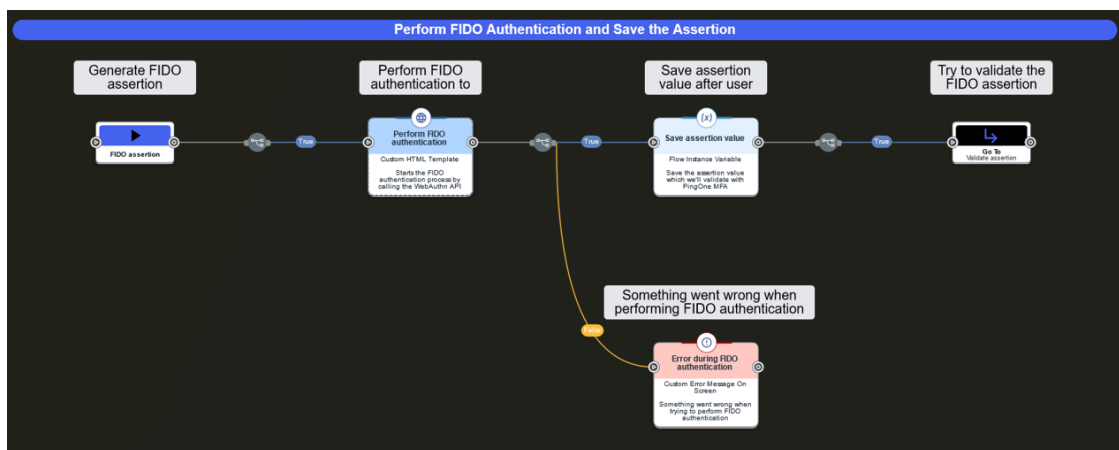 Perform FIDO Authentication and Save the Assertion
Generate FIDO
assertion
Perform FIDO
authentication to
Save assertion
value after user
Try to validate the
FIDO assertion
FIDO assertion
True
Perform FIDO
authentication
Custom HTML Template
Starts the FIDO
authentication process by
calling the WebAuthn API
True
(x)
Save assertion value
Flow Instance Variable
Save the assertion value
which we'll validate with
PingOne MFA
True
Go To
Validate assertion
Something went wrong when
performing FIDO authentication
False
Error during FIDO
authentication
Custom Error Message On
Screen
Something went wrong when
trying to perform FIDO
authentication